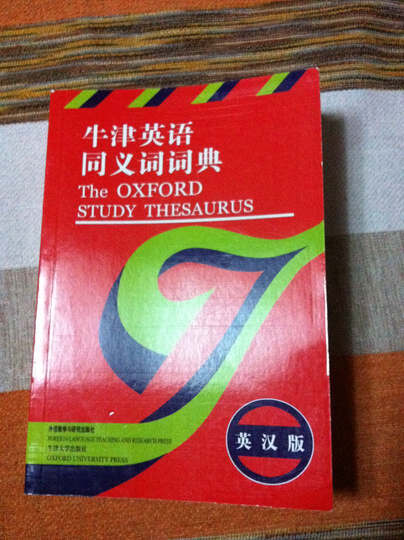 牛津英语
同义词词典
The OXFORD
STUDY THESAURUS
外语教学与研究出版社
FOREIGN LANGUAGE TEACHING AND RESEARCH PRESS
牛津大学出版社
OXFORD UNIVERSITY PRESS
英汉版